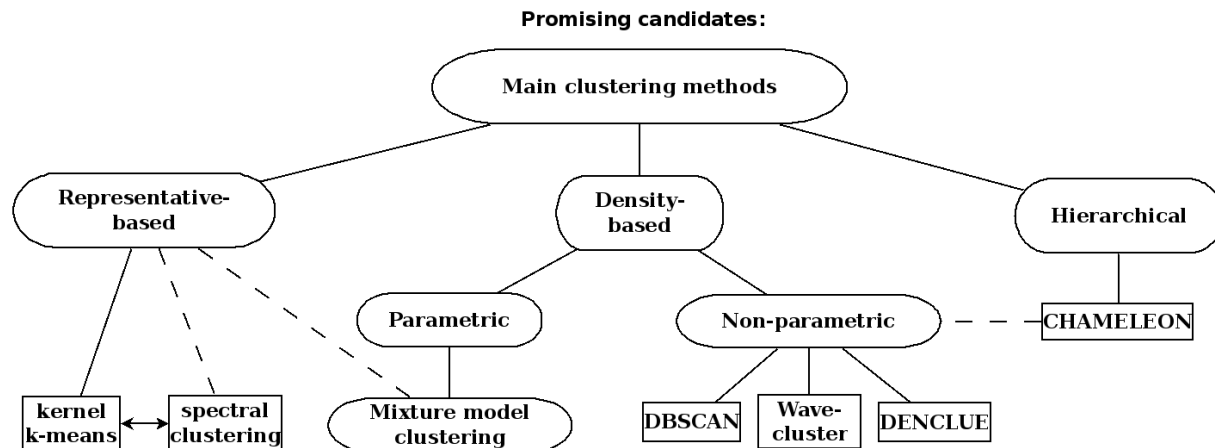 Promising candidates:
Main clustering methods
Representative-
based
Density-
based
Hierarchical
Parametric
Non-parametric
CHAMELEON
kernel
k-means
spectral
clustering
Mixture model
clustering
DBSCAN
Wave-
cluster
DENCLUE